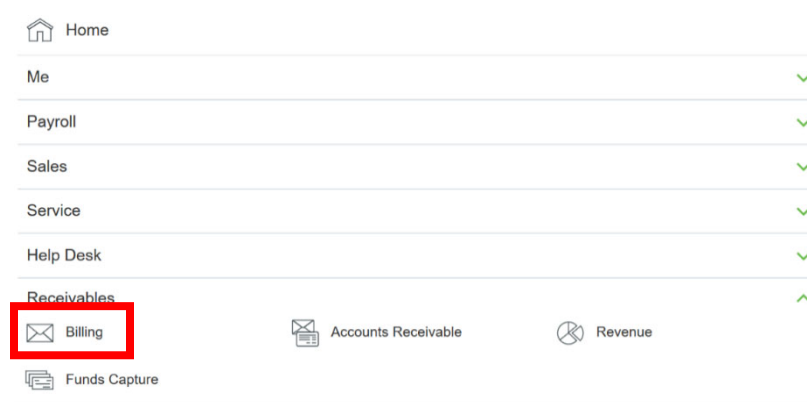 Home
Me
Payroll
Sales
Service
Help Desk
Receivables
Billing Accounts Receivable Revenue
Funds Capture